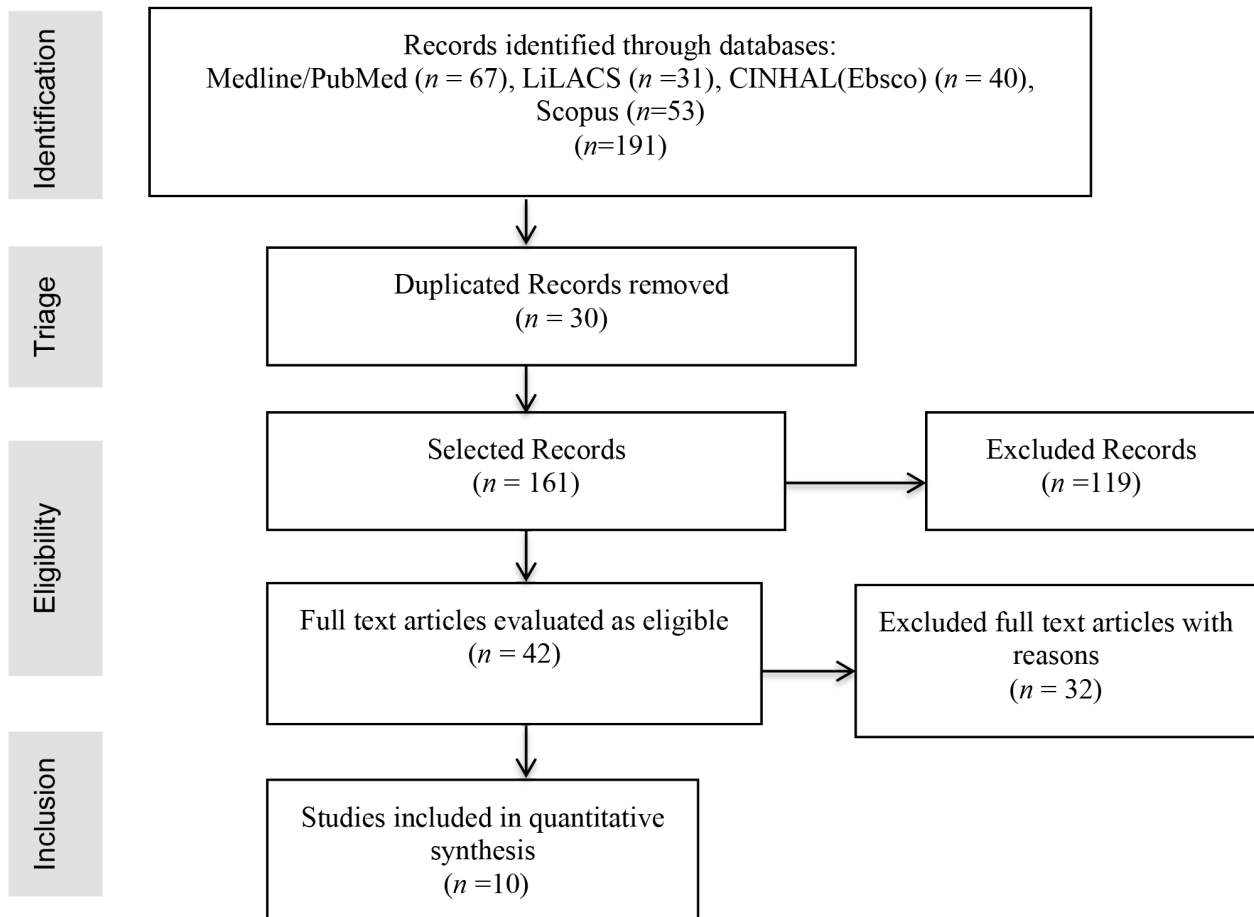 Identification
Records identified through databases:
Medline/PubMed (n = 67), LiLACS (n =31), CINHAL(Ebsco) (n = 40),
Scopus (n=53)
(n=191)
Triage
Duplicated Records removed
(n = 30)
Eligibility
Selected Records
(n = 161)
Excluded Records
(n =119)
Full text articles evaluated as eligible
(n = 42)
Excluded full text articles with
reasons
(n = 32)
Inclusion
Studies included in quantitative
synthesis
(n =10)